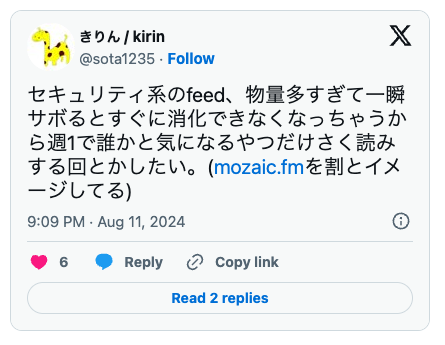 きりん / kirin
@sota1235 · Follow
セキュリティ系のfeed、物量多すぎて一瞬
サボるとすぐに消化できなくなっちゃうか
ら週1で誰かと気になるやつだけさく読み
する回とかしたい。(mozaic.fmを割とイメ
ージしてる)
9:09 PM · Aug 11, 2024
6 Reply Copy link
Read 2 replies